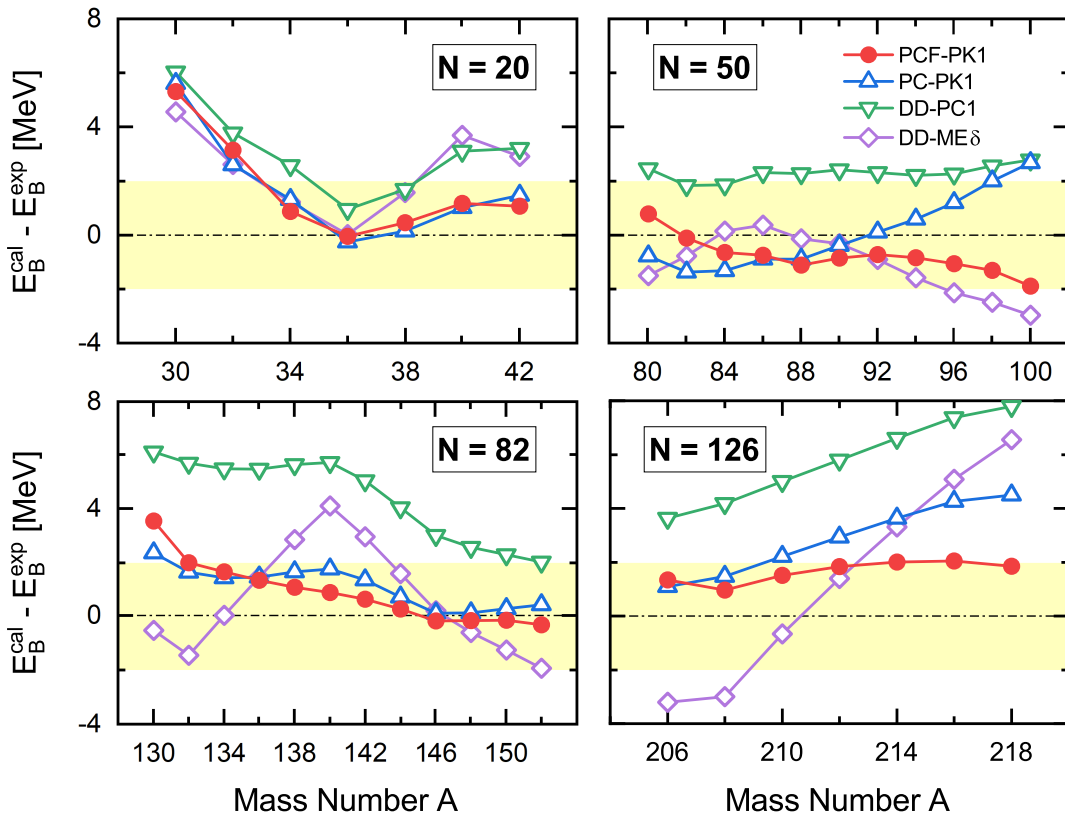 8
4
0
-4
E_B^cal - E_B^exp [MeV]
N = 20
30 34 38 42
N = 50
PCF-PK1
PC-PK1
DD-PC1
DD-MEδ
80 84 88 92 96 100
8
4
0
-4
E_B^cal - E_B^exp [MeV]
N = 82
130 134 138 142 146 150
Mass Number A
N = 126
206 210 214 218
Mass Number A